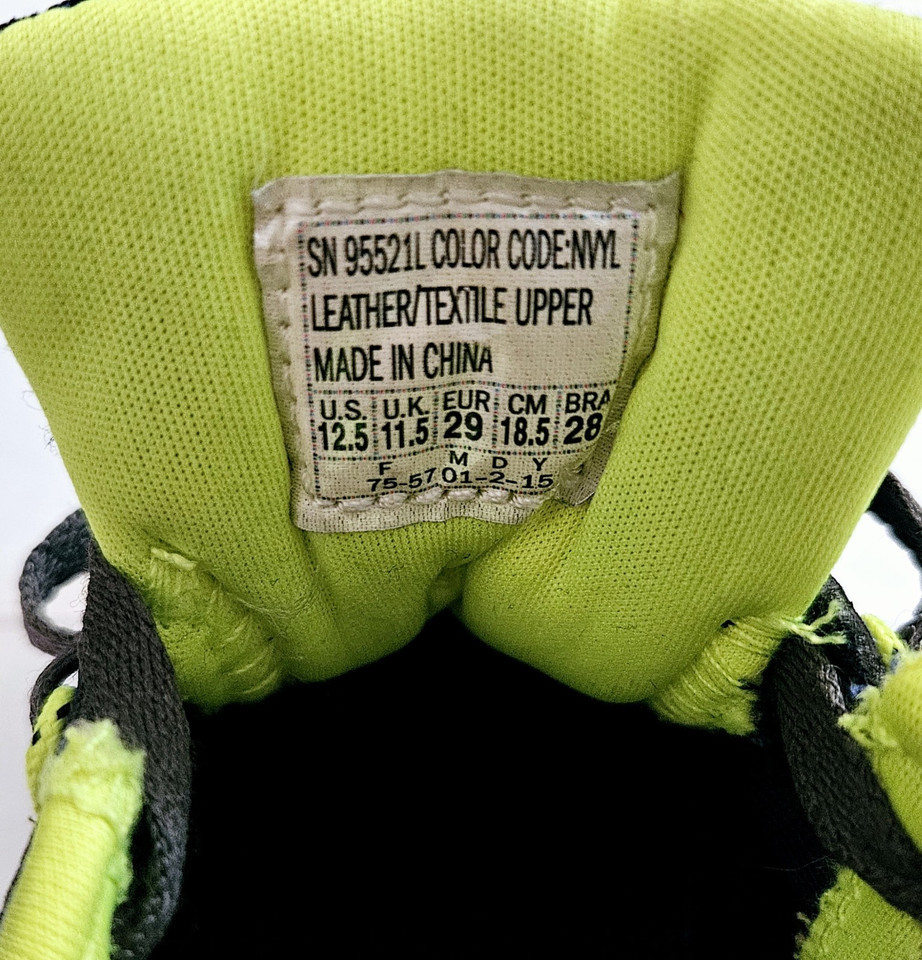 SN 95521L COLOR CODE:NVYL
LEATHER/TEXTILE UPPER
MADE IN CHINA
U.S. U.K. EUR CM BRA
12.5 11.5 29 18.5 28
F M D Y
75-57 01-2-15